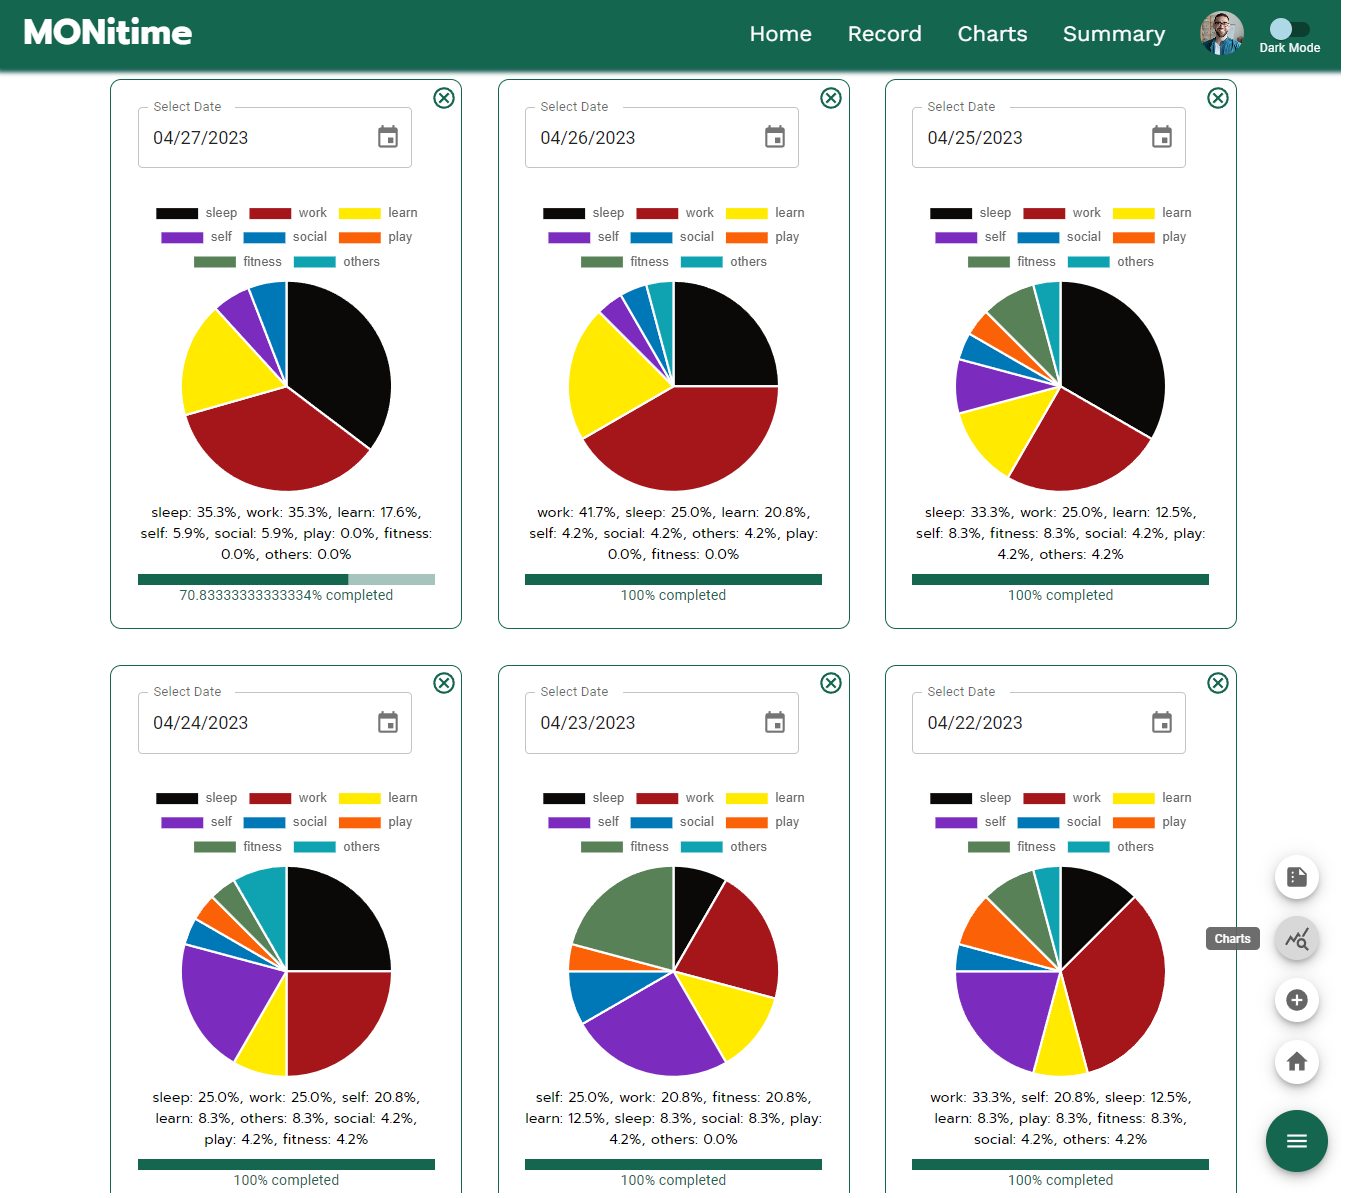 MONitime
Home Record Charts Summary
Dark Mode
Select Date
04/27/2023
sleep work learn
self social play
fitness others
sleep: 35.3%, work: 35.3%, learn: 17.6%,
self: 5.9%, social: 5.9%, play: 0.0%, fitness:
0.0%, others: 0.0%
70.83333333333334% completed
Select Date
04/26/2023
sleep work learn
self social play
fitness others
work: 41.7%, sleep: 25.0%, learn: 20.8%,
self: 4.2%, social: 4.2%, others: 4.2%, play:
0.0%, fitness: 0.0%
100% completed
Select Date
04/25/2023
sleep work learn
self social play
fitness others
sleep: 33.3%, work: 25.0%, learn: 12.5%,
self: 8.3%, fitness: 8.3%, social: 4.2%, play:
4.2%, others: 4.2%
100% completed
Select Date
04/24/2023
sleep work learn
self social play
fitness others
sleep: 25.0%, work: 25.0%, self: 20.8%,
learn: 8.3%, others: 8.3%, social: 4.2%,
play: 4.2%, fitness: 4.2%
100% completed
Select Date
04/23/2023
sleep work learn
self social play
fitness others
self: 25.0%, work: 20.8%, fitness: 20.8%,
learn: 12.5%, sleep: 8.3%, social: 8.3%, play:
4.2%, others: 0.0%
100% completed
Select Date
04/22/2023
sleep work learn
self social play
fitness others
work: 33.3%, self: 20.8%, sleep: 12.5%,
learn: 8.3%, play: 8.3%, fitness: 8.3%,
social: 4.2%, others: 4.2%
100% completed
Charts